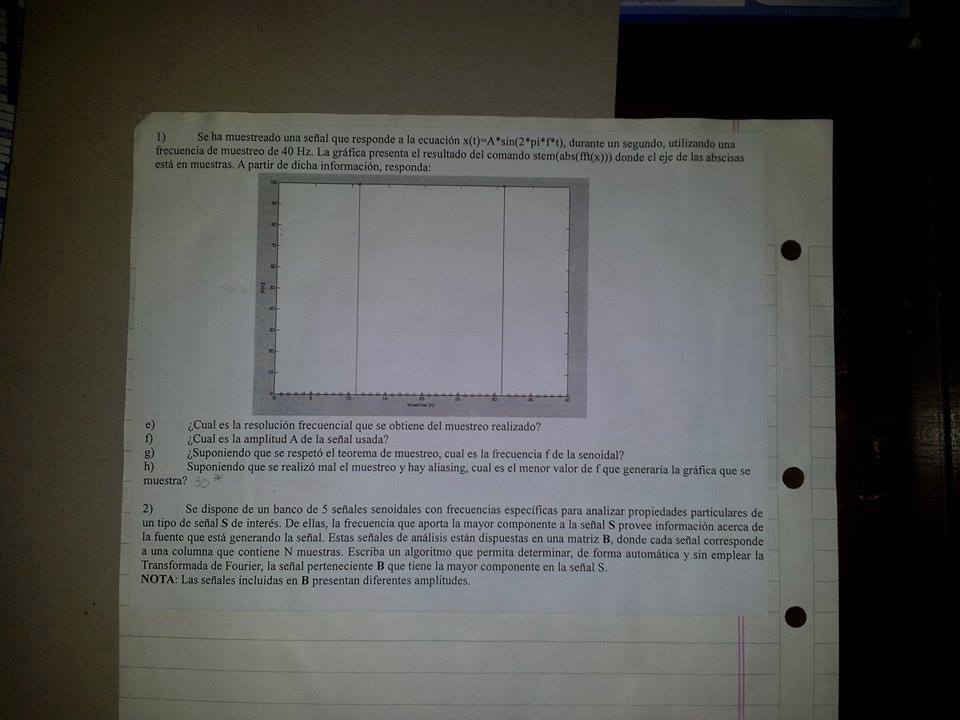 1) Se ha muestreado una señal que responde a la ecuación x(t)=A*sin(2*pi*f*t), durante un segundo, utilizando una
frecuencia de muestreo de 40 Hz. La gráfica presenta el resultado del comando stem(abs(fft(x))) donde el eje de las abscisas
está en muestras. A partir de dicha información, responda:
100
90
80
70
60
50
40
30
20
10
0
0 5 10 15 20 25 30 35 40
Muestras [n]
e) ¿Cual es la resolución frecuencial que se obtiene del muestreo realizado?
f) ¿Cual es la amplitud A de la señal usada?
g) ¿Suponiendo que se respetó el teorema de muestreo, cual es la frecuencia f de la senoidal?
h) Suponiendo que se realizó mal el muestreo y hay aliasing, cual es el menor valor de f que generaría la gráfica que se
muestra? 30 *
2) Se dispone de un banco de 5 señales senoidales con frecuencias específicas para analizar propiedades particulares de
un tipo de señal S de interés. De ellas, la frecuencia que aporta la mayor componente a la señal S provee información acerca de
la fuente que está generando la señal. Estas señales de análisis están dispuestas en una matriz B, donde cada señal corresponde
a una columna que contiene N muestras. Escriba un algoritmo que permita determinar, de forma automática y sin emplear la
Transformada de Fourier, la señal perteneciente B que tiene la mayor componente en la señal S.
NOTA: Las señales incluidas en B presentan diferentes amplitudes.